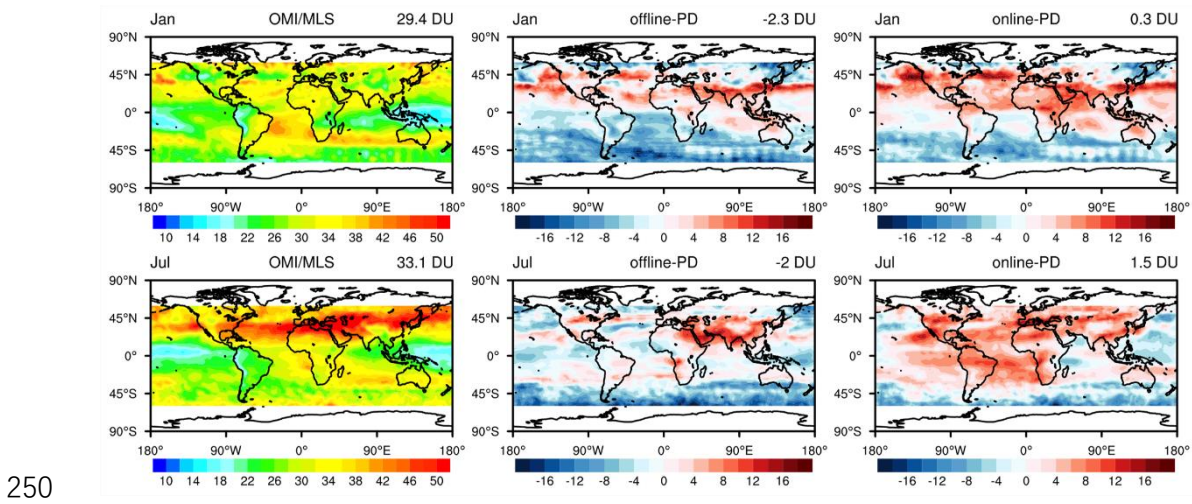 Jan OMI/MLS 29.4 DU Jan offline-PD -2.3 DU Jan online-PD 0.3 DU
90°N 90°N 90°N
45°N 45°N 45°N
0° 0° 0°
45°S 45°S 45°S
90°S 90°S 90°S
180° 90°W 0° 90°E 180° 180° 90°W 0° 90°E 180° 180° 90°W 0° 90°E 180°
10 14 18 22 26 30 34 38 42 46 50 -16 -12 -8 -4 0 4 8 12 16 -16 -12 -8 -4 0 4 8 12 16
Jul OMI/MLS 33.1 DU Jul offline-PD -2 DU Jul online-PD 1.5 DU
90°N 90°N 90°N
45°N 45°N 45°N
0° 0° 0°
45°S 45°S 45°S
90°S 90°S 90°S
180° 90°W 0° 90°E 180° 180° 90°W 0° 90°E 180° 180° 90°W 0° 90°E 180°
10 14 18 22 26 30 34 38 42 46 50 -16 -12 -8 -4 0 4 8 12 16 -16 -12 -8 -4 0 4 8 12 16
250